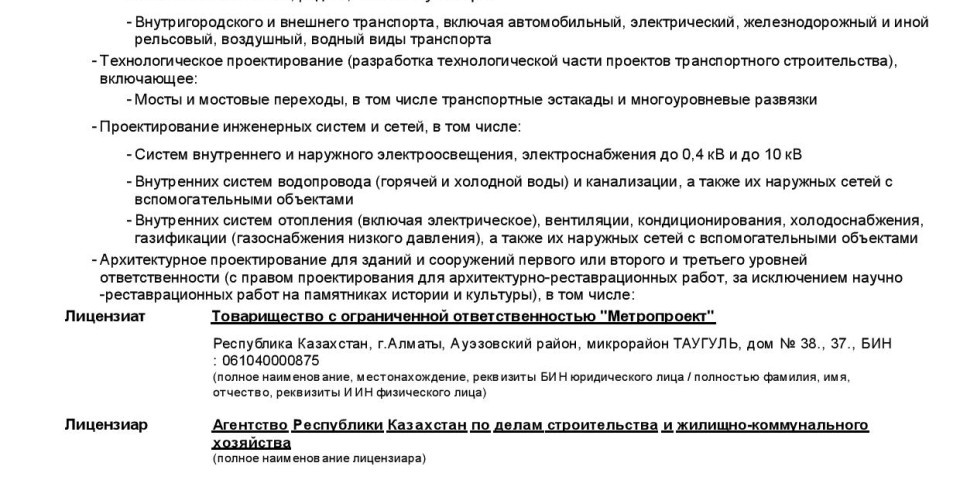 - Внутригородского и внешнего транспорта, включая автомобильный, электрический, железнодорожный и иной
рельсовый, воздушный, водный виды транспорта
- Технологическое проектирование (разработка технологической части проектов транспортного строительства),
включающее:
- Мосты и мостовые переходы, в том числе транспортные эстакады и многоуровневые развязки
- Проектирование инженерных систем и сетей, в том числе:
- Систем внутреннего и наружного электроосвещения, электроснабжения до 0,4 кВ и до 10 кВ
- Внутренних систем водопровода (горячей и холодной воды) и канализации, а также их наружных сетей с
вспомогательными объектами
- Внутренних систем отопления (включая электрическое), вентиляции, кондиционирования, холодоснабжения,
газификации (газоснабжения низкого давления), а также их наружных сетей с вспомогательными объектами
- Архитектурное проектирование для зданий и сооружений первого или второго и третьего уровней
ответственности (с правом проектирования для архитектурно-реставрационных работ, за исключением научно
-реставрационных работ на памятниках истории и культуры), в том числе:
Лицензиат Товарищество с ограниченной ответственностью "Метропроект"
Республика Казахстан, г.Алматы, Ауэзовский район, микрорайон ТАУГУЛЬ, дом № 38., 37., БИН
: 061040000875
(полное наименование, местонахождение, реквизиты БИН юридического лица / полностью фамилия, имя,
отчество, реквизиты ИИН физического лица)
Лицензиар Агентство Республики Казахстан по делам строительства и жилищно-коммунального
хозяйства
(полное наименование лицензиара)